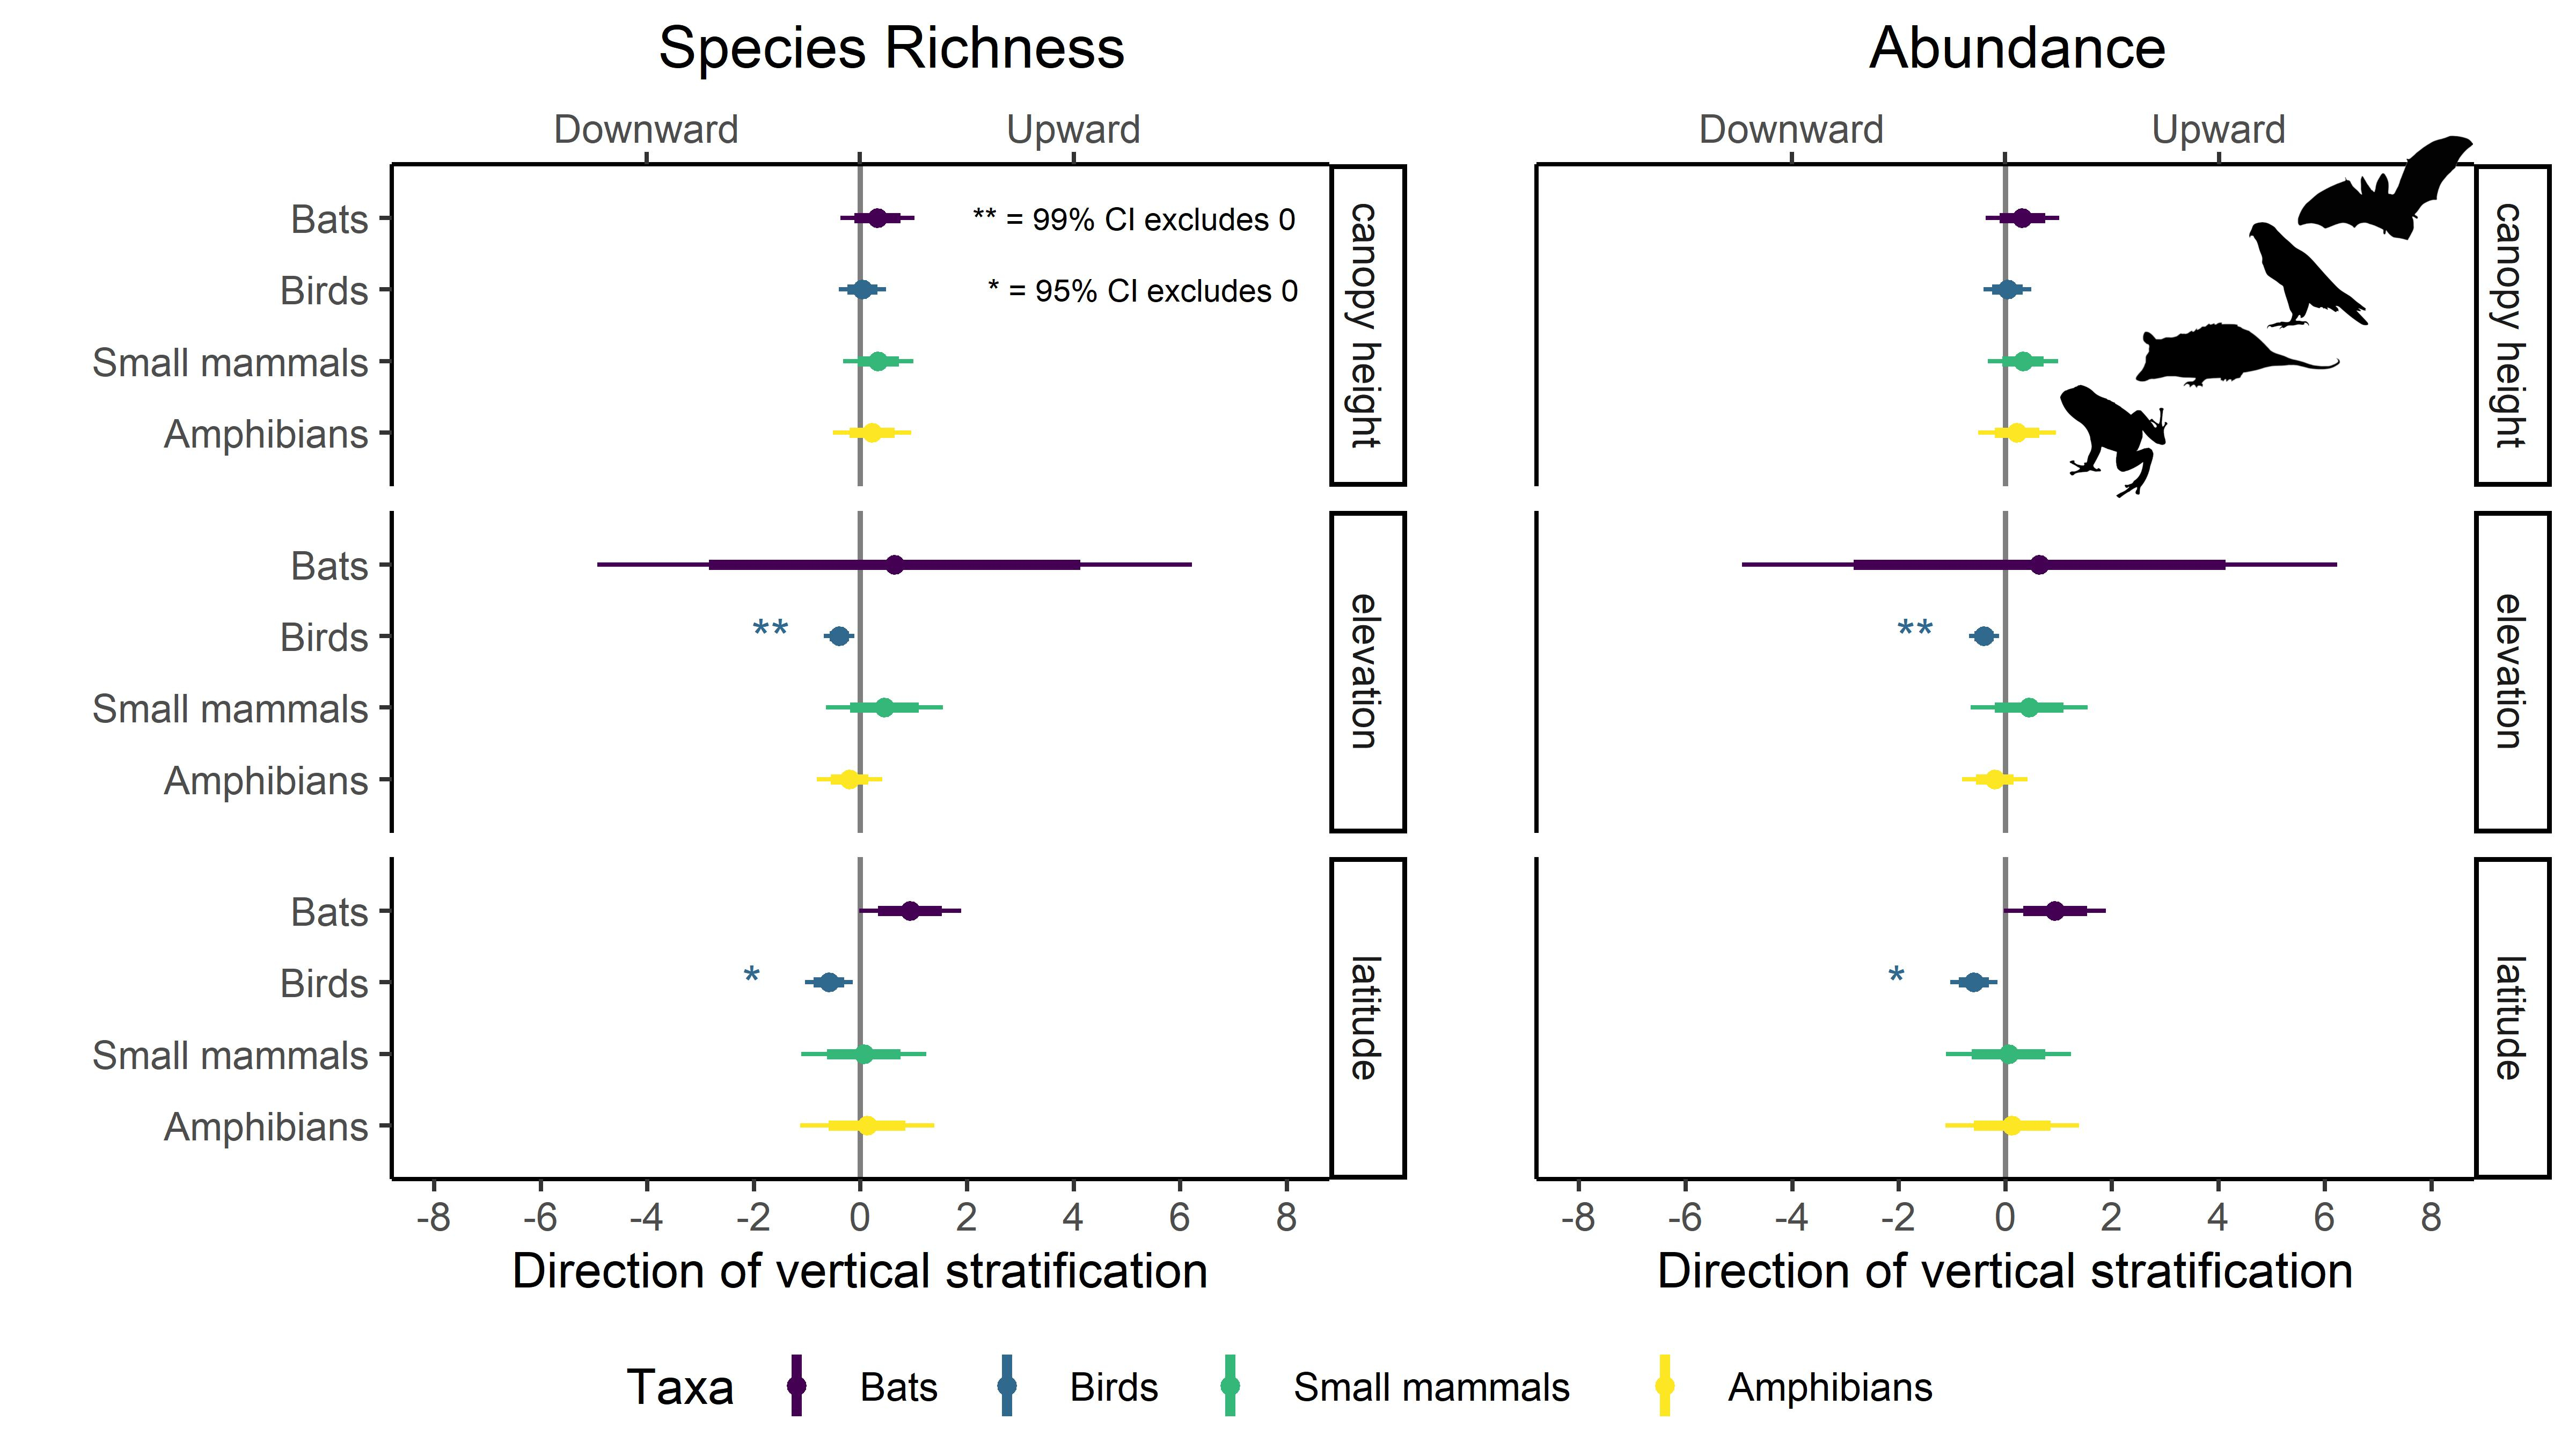 Species Richness
Abundance
Downward Upward
Downward Upward
Bats
Birds
Small mammals
Amphibians
** = 99% CI excludes 0
* = 95% CI excludes 0
canopy height
canopy height
Bats
Birds
Small mammals
Amphibians
**
elevation
**
elevation
Bats
Birds
Small mammals
Amphibians
*
latitude
*
latitude
-8 -6 -4 -2 0 2 4 6 8
-8 -6 -4 -2 0 2 4 6 8
Direction of vertical stratification
Direction of vertical stratification
Taxa Bats Birds Small mammals Amphibians